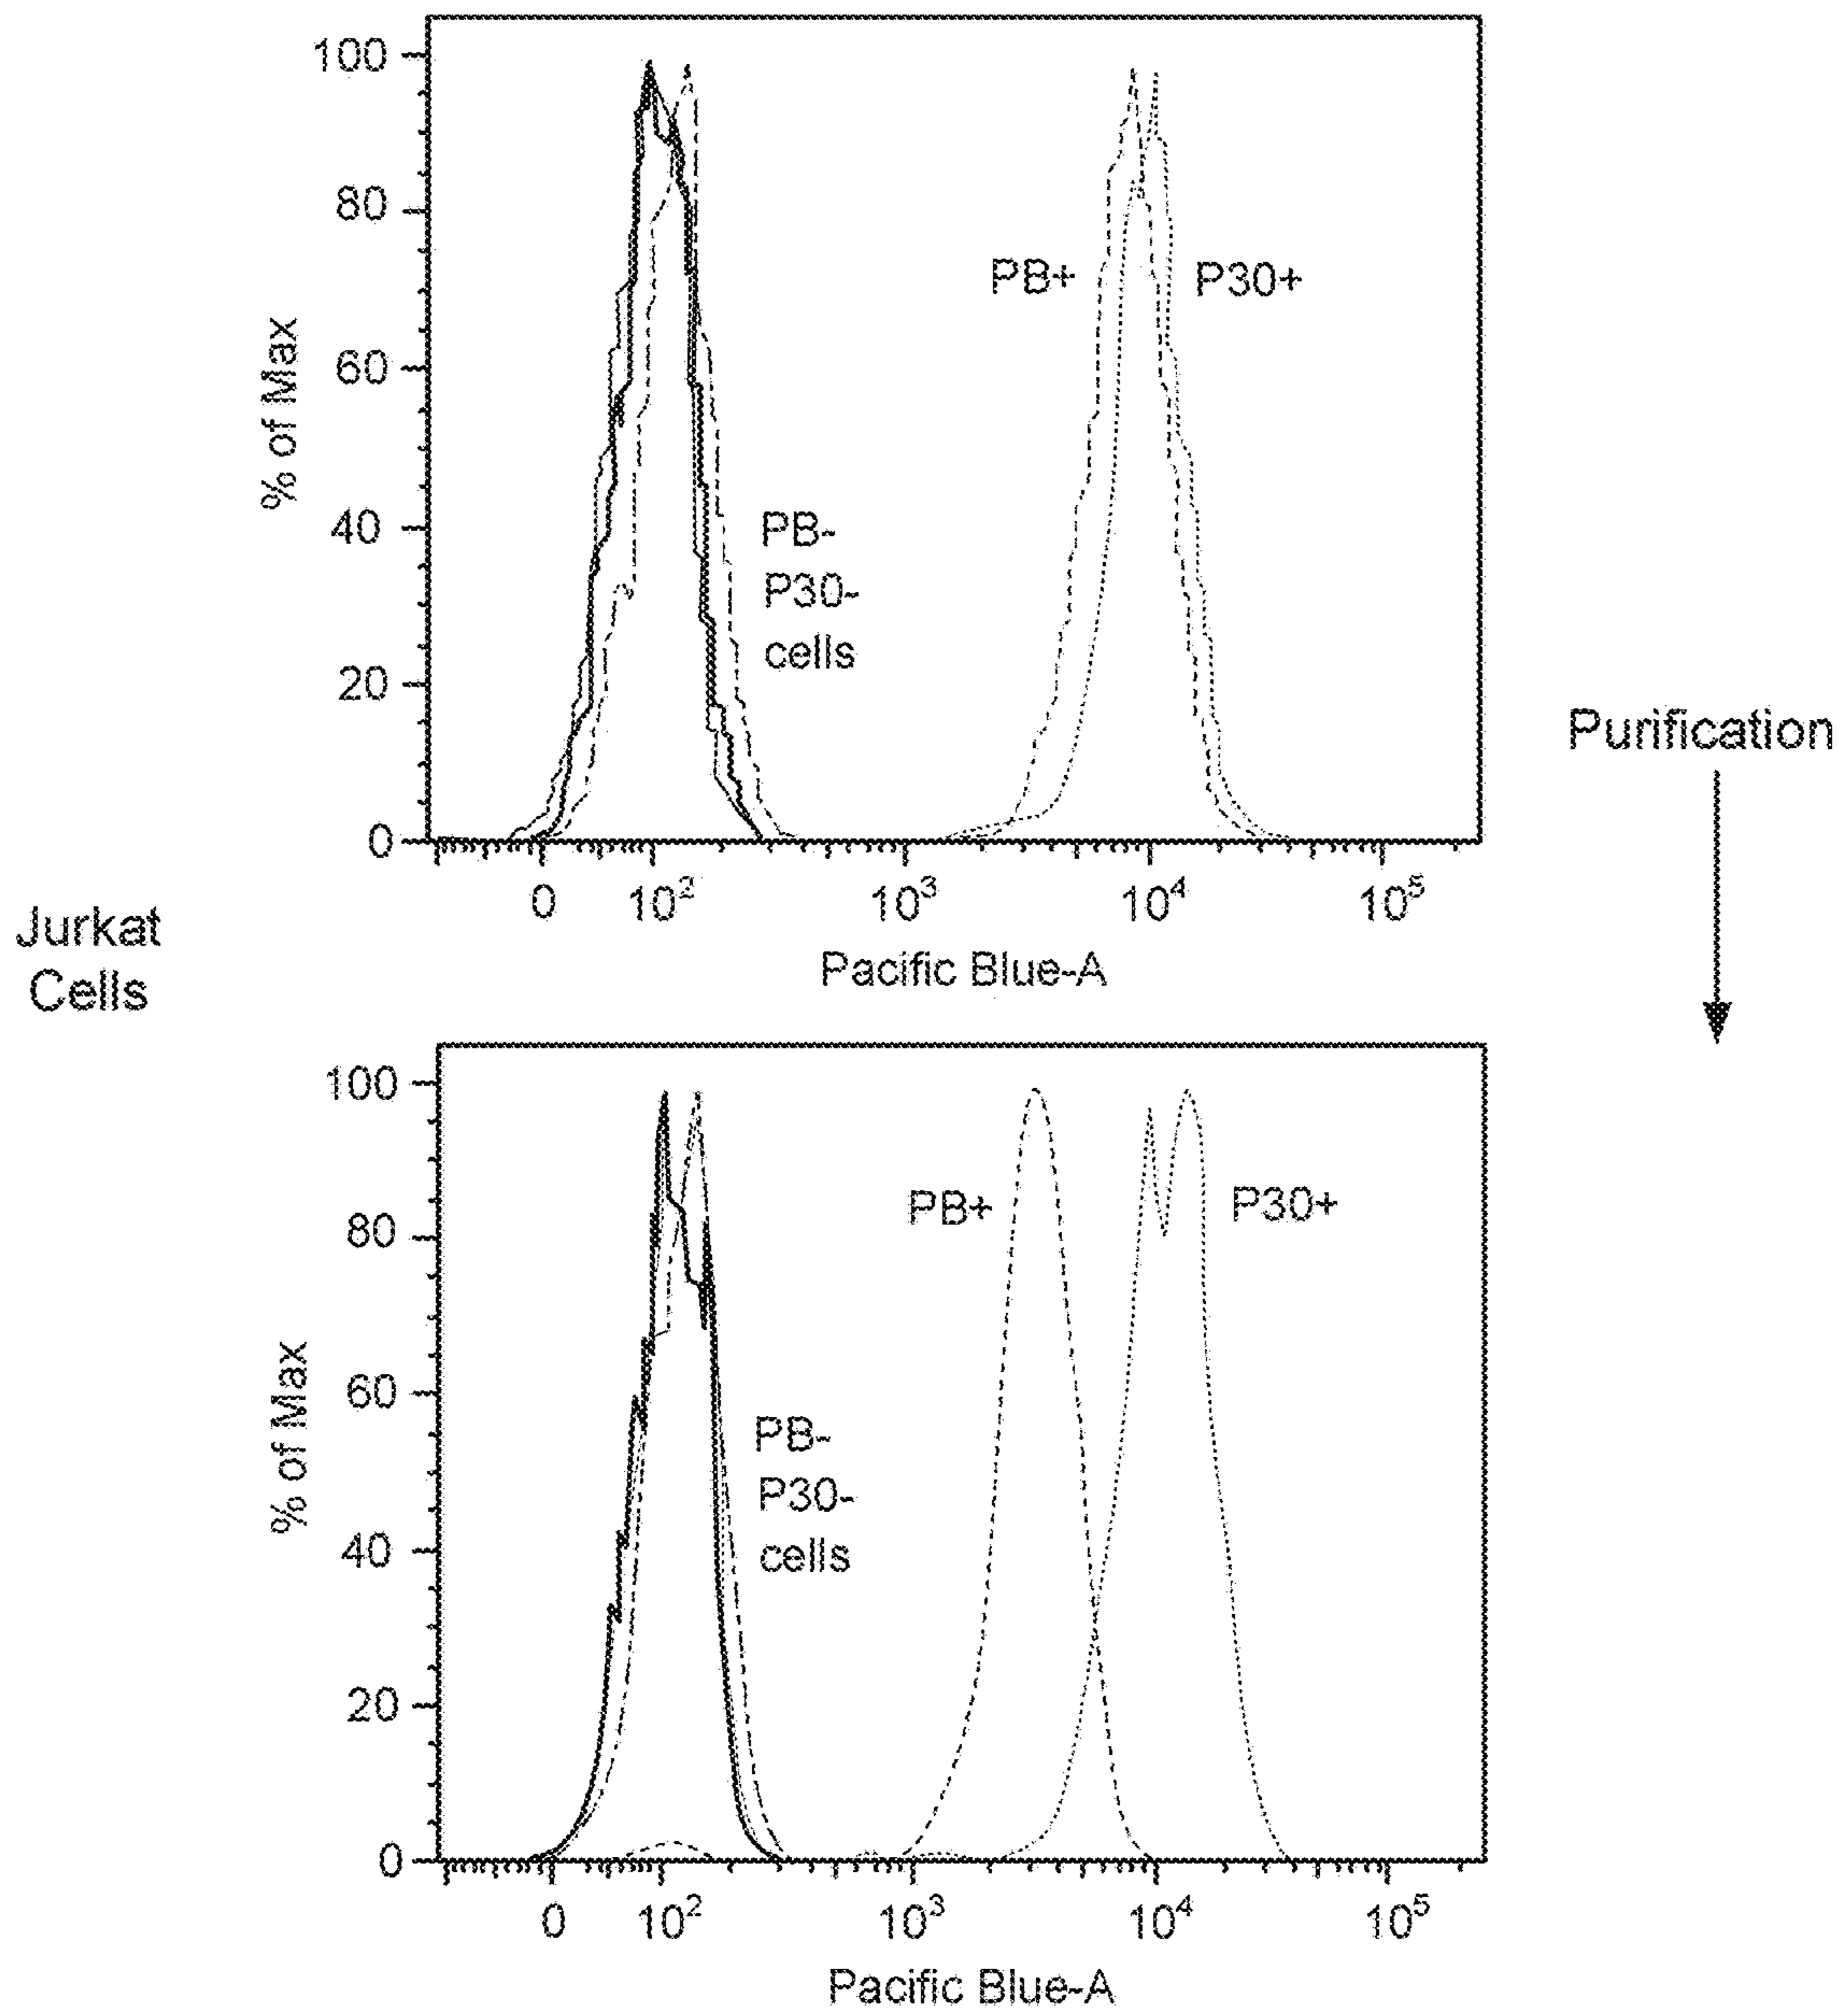 100
80
60
40
20
0
% of Max
PB+
P30+
PB-
P30-
cells
0
10²
10³
10⁴
10⁵
Pacific Blue-A
Purification
Jurkat
Cells
100
80
60
40
20
0
% of Max
PB+
P30+
PB-
P30-
cells
0
10²
10³
10⁴
10⁵
Pacific Blue-A